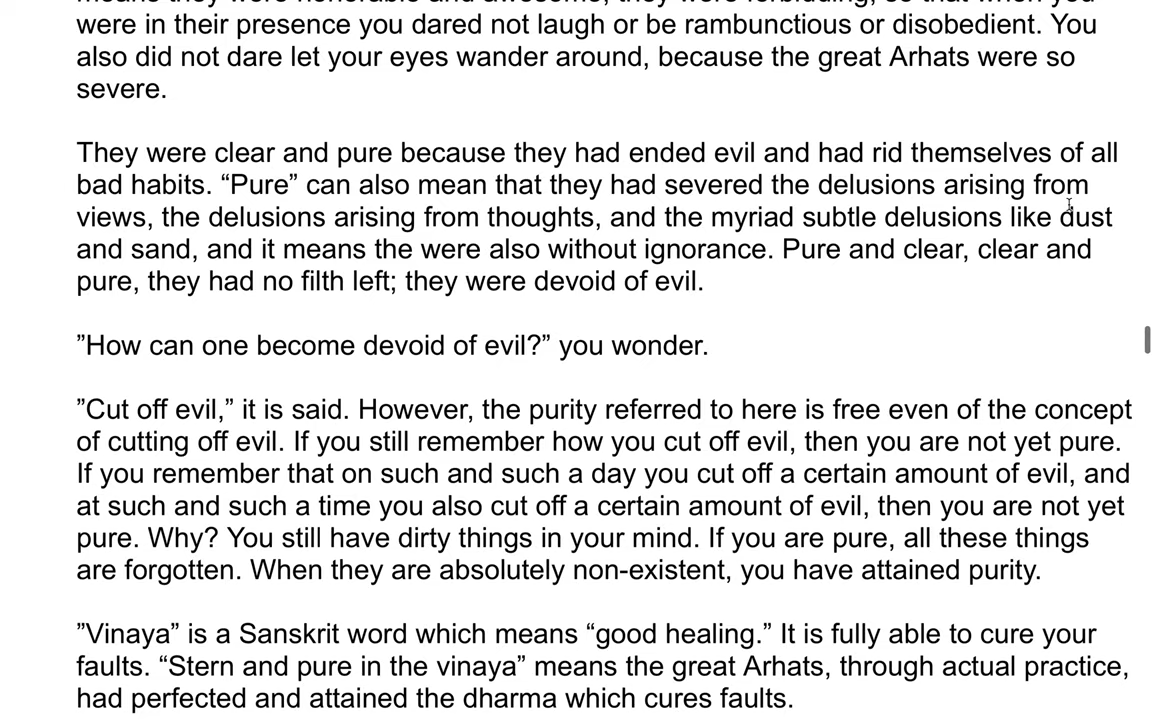 were in their presence you dared not laugh or be rambunctious or disobedient. You
also did not dare let your eyes wander around, because the great Arhats were so
severe.
They were clear and pure because they had ended evil and had rid themselves of all
bad habits. “Pure” can also mean that they had severed the delusions arising from
views, the delusions arising from thoughts, and the myriad subtle delusions like dust
and sand, and it means the were also without ignorance. Pure and clear, clear and
pure, they had no filth left; they were devoid of evil.
”How can one become devoid of evil?” you wonder.
”Cut off evil,” it is said. However, the purity referred to here is free even of the concept
of cutting off evil. If you still remember how you cut off evil, then you are not yet pure.
If you remember that on such and such a day you cut off a certain amount of evil, and
at such and such a time you also cut off a certain amount of evil, then you are not yet
pure. Why? You still have dirty things in your mind. If you are pure, all these things
are forgotten. When they are absolutely non-existent, you have attained purity.
”Vinaya” is a Sanskrit word which means “good healing.” It is fully able to cure your
faults. “Stern and pure in the vinaya” means the great Arhats, through actual practice,
had perfected and attained the dharma which cures faults.